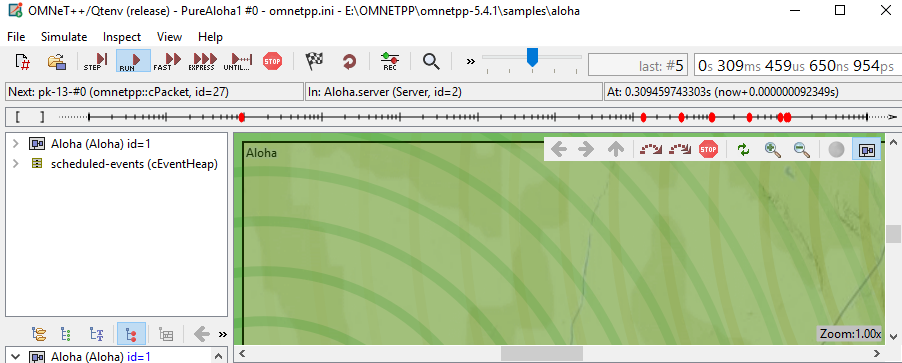 OMNeT++/Qtenv (release) - PureAloha1 #0 - omnetpp.ini - E:\OMNETPP\omnetpp-5.4.1\samples\aloha
File Simulate Inspect View Help
STEP RUN FAST EXPRESS UNTIL... STOP REC » last: #5 0s 309ms 459us 650ns 954ps
Next: pk-13-#0 (omnetpp::cPacket, id=27) In: Aloha.server (Server, id=2) At: 0.309459743303s (now+0.000000092349s)
[ ]
Aloha (Aloha) id=1
scheduled-events (cEventHeap)
Aloha
STOP
Zoom:1.00x
»
Aloha (Aloha) id=1